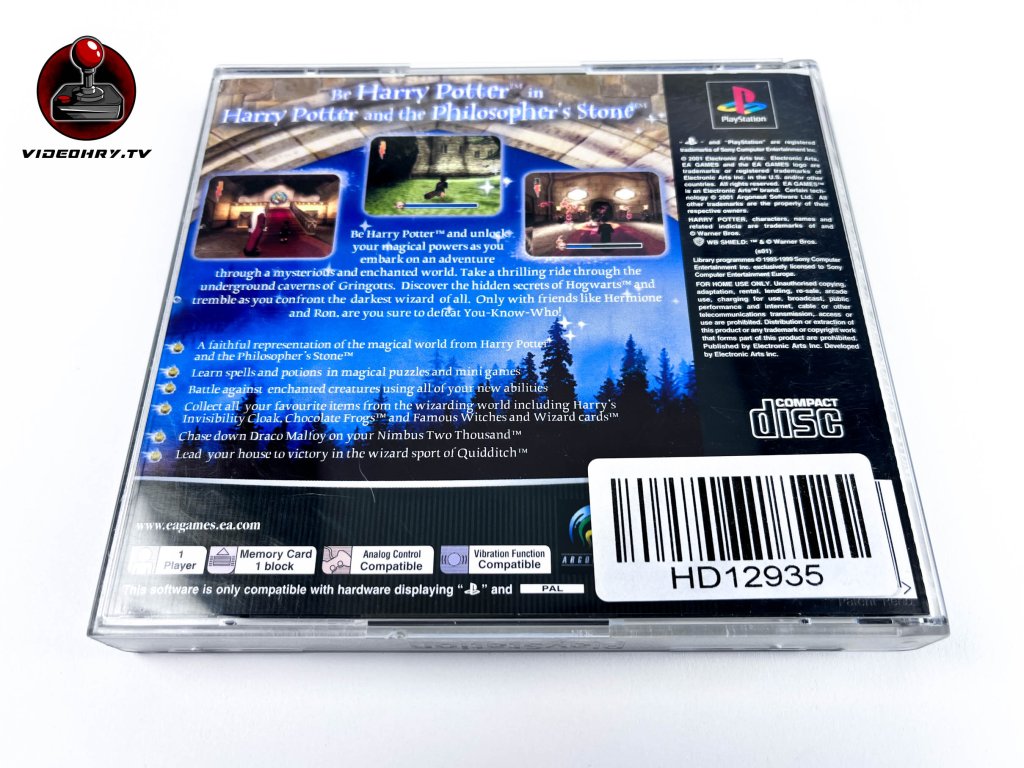 VIDEOHRY.TV
Be Harry Potter™ in
Harry Potter and the Philosopher's Stone™
Be Harry Potter™ and unlock
your magical powers as you
embark on an adventure
through a mysterious and enchanted world. Take a thrilling ride through the
underground caverns of Gringotts. Discover the hidden secrets of Hogwarts™ and
tremble as you confront the darkest wizard of all. Only with friends like Hermione
and Ron, are you sure to defeat You-Know-Who!
A faithful representation of the magical world from Harry Potter
and the Philosopher's Stone™
Learn spells and potions in magical puzzles and mini games
Battle against enchanted creatures using all of your new abilities
Collect all your favourite items from the wizarding world including Harry's
Invisibility Cloak, Chocolate Frogs™ and Famous Witches and Wizard cards™
Chase down Draco Malfoy on your Nimbus Two Thousand™
Lead your house to victory in the wizard sport of Quidditch™
www.eagames.ea.com
1
Player
Memory Card
1 block
Analog Control
Compatible
Vibration Function
Compatible
This software is only compatible with hardware displaying " " and PAL
PlayStation
" " and "PlayStation" are registered
trademarks of Sony Computer Entertainment Inc.
© 2001 Electronic Arts Inc. Electronic Arts,
EA GAMES and the EA GAMES logo are
trademarks or registered trademarks of
Electronic Arts Inc. in the U.S. and/or other
countries. All rights reserved. EA GAMES™
is an Electronic Arts™ brand. Certain tech-
nology © 2001 Argonaut Software Ltd. All
other trademarks are the property of their
respective owners.
HARRY POTTER, characters, names and
related indicia are trademarks of and
© Warner Bros.
WB SHIELD: ™ & © Warner Bros.
(s01)
Library programmes © 1993-1999 Sony Computer
Entertainment Inc. exclusively licensed to Sony
Computer Entertainment Europe.
FOR HOME USE ONLY. Unauthorised copying,
adaptation, rental, lending, re-sale, arcade
use, charging for use, broadcast, public
performance and internet, cable or other
telecommunications transmission, access or
use are prohibited. Distribution or extraction of
this product or any trademark or copyright work
that forms part of this product are prohibited.
Published by Electronic Arts Inc. Developed
by Electronic Arts Inc.
COMPACT
disc
HD12935
PlayStation